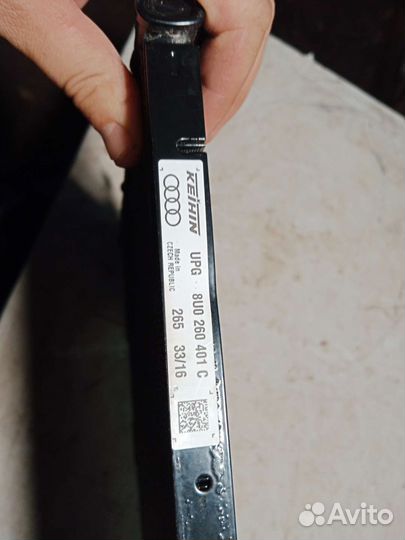 KEIHIN
UPG 8U0 260 401 C
Made in
CZECH REPUBLIC
265 33/16
Avito